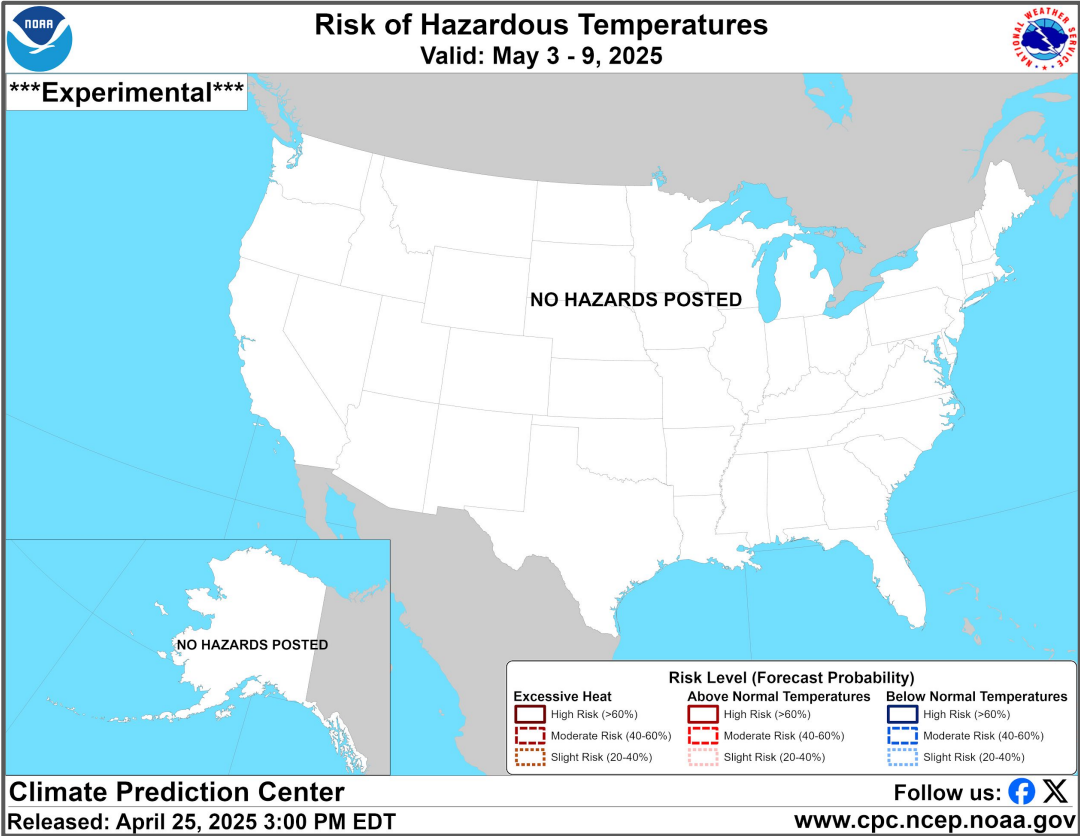 NOAA
Risk of Hazardous Temperatures
Valid: May 3 - 9, 2025
NATIONAL WEATHER SERVICE
***Experimental***
NO HAZARDS POSTED
NO HAZARDS POSTED
Risk Level (Forecast Probability)
Excessive Heat
High Risk (>60%)
Moderate Risk (40-60%)
Slight Risk (20-40%)
Above Normal Temperatures
High Risk (>60%)
Moderate Risk (40-60%)
Slight Risk (20-40%)
Below Normal Temperatures
High Risk (>60%)
Moderate Risk (40-60%)
Slight Risk (20-40%)
Climate Prediction Center
Follow us:
Released: April 25, 2025 3:00 PM EDT
www.cpc.ncep.noaa.gov